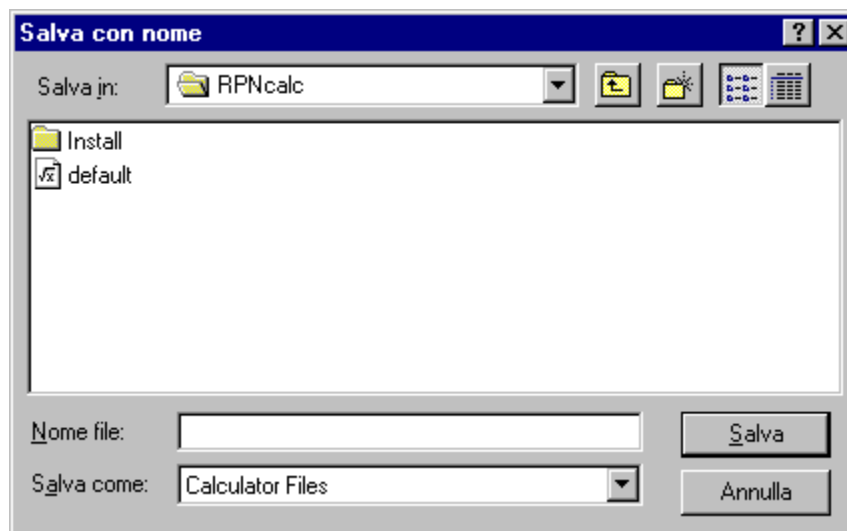 Salva con nome
Salva in: RPNcalc
Install
√x default
Nome file:
Salva
Salva come: Calculator Files
Annulla